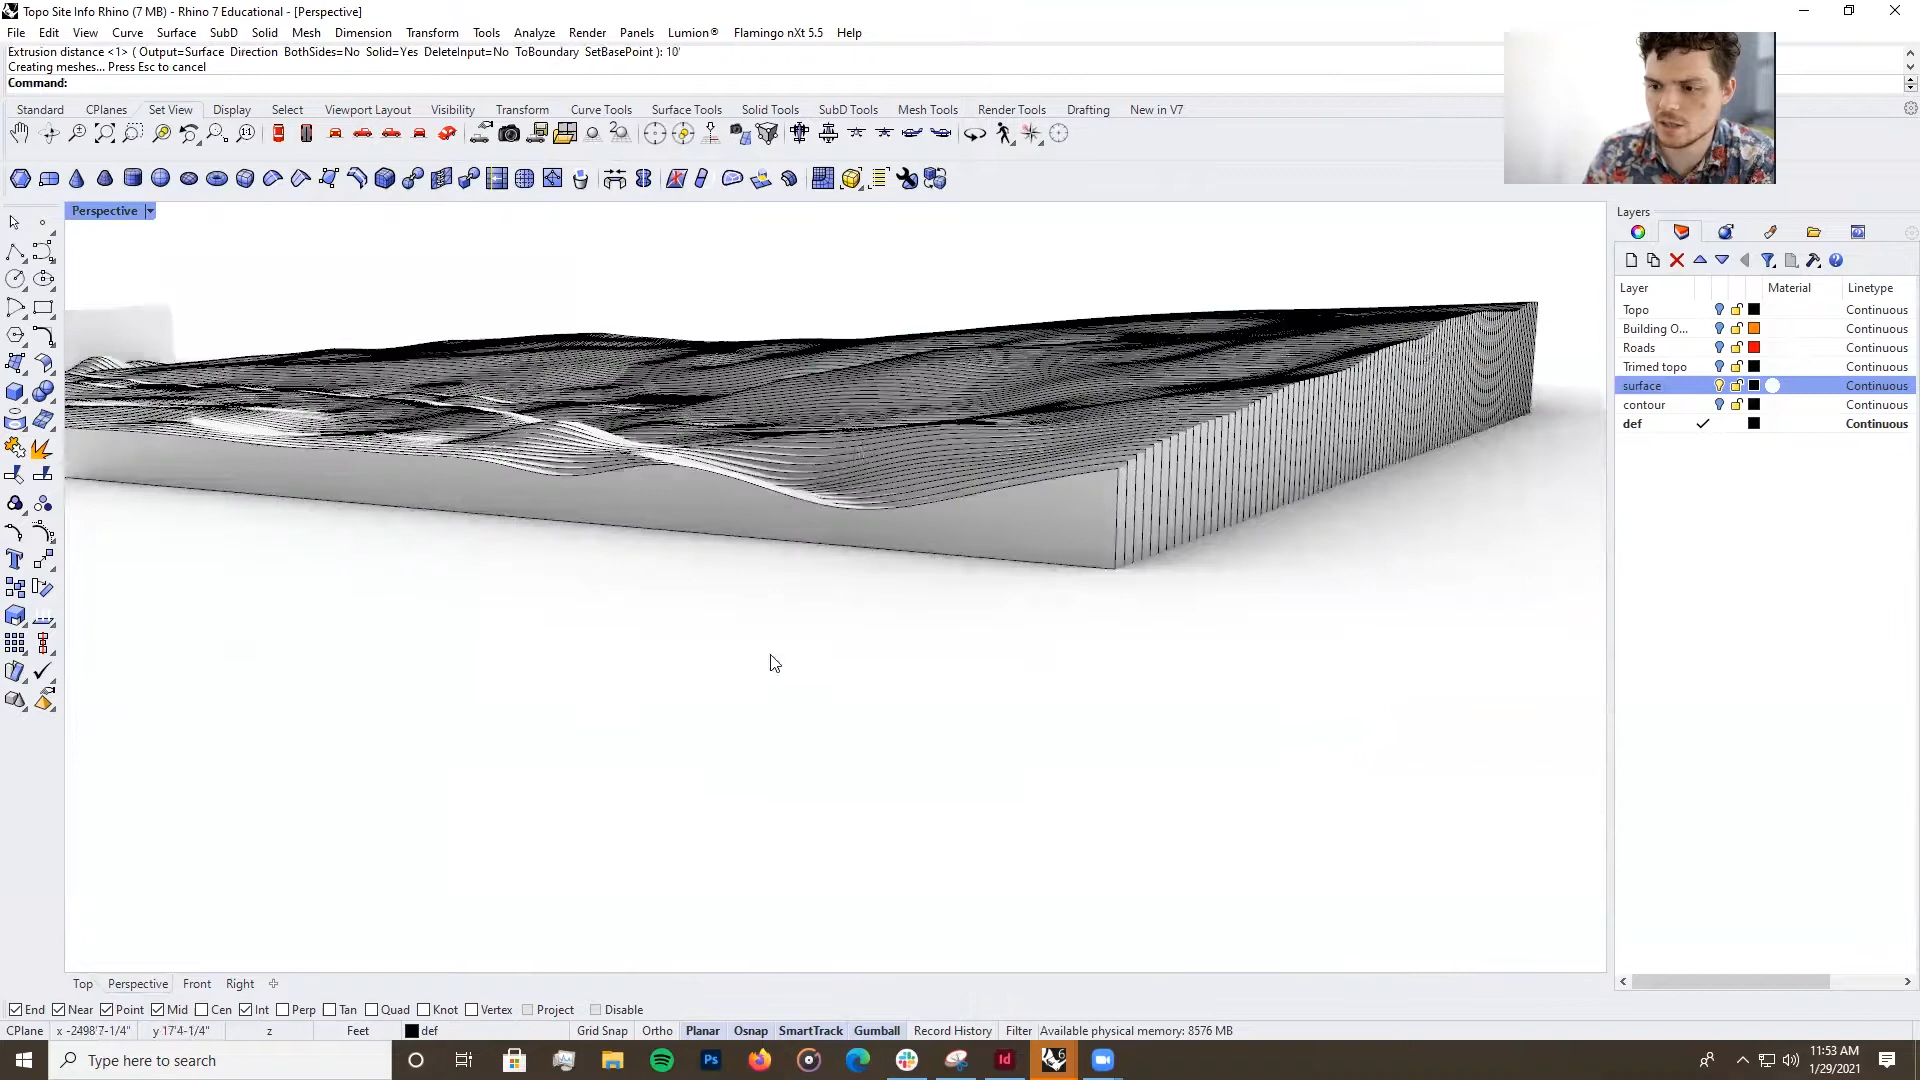 Topo Site Info Rhino (7 MB) - Rhino 7 Educational - [Perspective]
File Edit View Curve Surface SubD Solid Mesh Dimension Transform Tools Analyze Render Panels Lumion® Flamingo nXt 5.5 Help
Extrusion distance <1> ( Output=Surface Direction BothSides=No Solid=Yes DeleteInput=No ToBoundary SetBasePoint ): 10'
Creating meshes... Press Esc to cancel
Command:
Standard CPlanes Set View Display Select Viewport Layout Visibility Transform Curve Tools Surface Tools Solid Tools SubD Tools Mesh Tools Render Tools Drafting New in V7
Perspective
Layers
Layer Material Linetype
Topo Continuous
Building O... Continuous
Roads Continuous
Trimed topo Continuous
surface Continuous
contour Continuous
def Continuous
Top Perspective Front Right
End Near Point Mid Cen Int Perp Tan Quad Knot Vertex Project Disable
CPlane x -2498'7-1/4" y 17'4-1/4" z Feet def Grid Snap Ortho Planar Osnap SmartTrack Gumball Record History Filter Available physical memory: 8576 MB
Type here to search
11:53 AM
1/29/2021